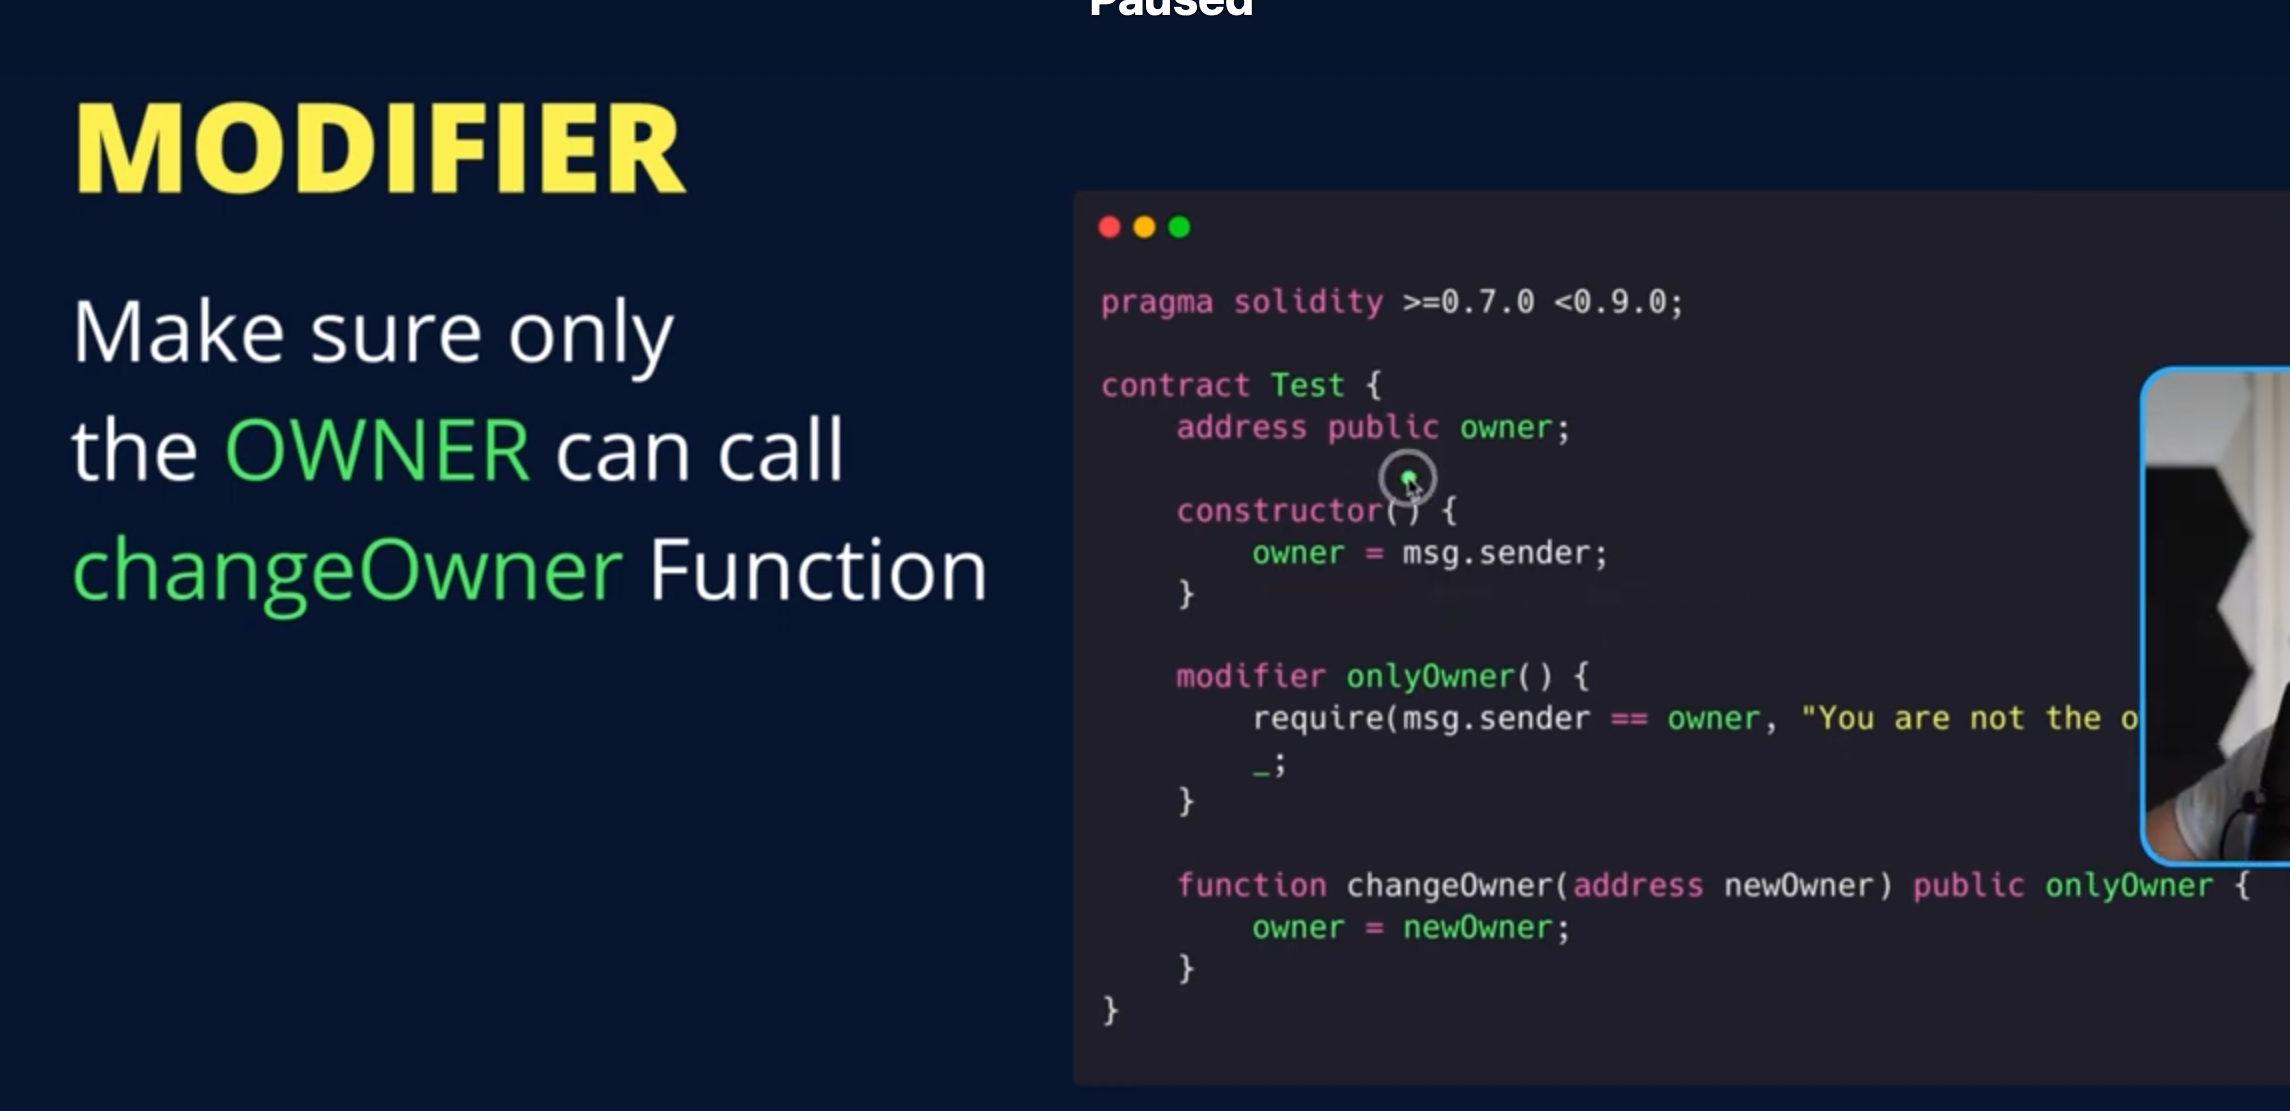 Paused
MODIFIER
Make sure only
the OWNER can call
changeOwner Function
pragma solidity >=0.7.0 <0.9.0;
contract Test {
address public owner;
constructor() {
owner = msg.sender;
}
modifier onlyOwner() {
require(msg.sender == owner, "You are not the
_;
}
function changeOwner(address newOwner) public onlyOwner {
owner = newOwner;
}
}